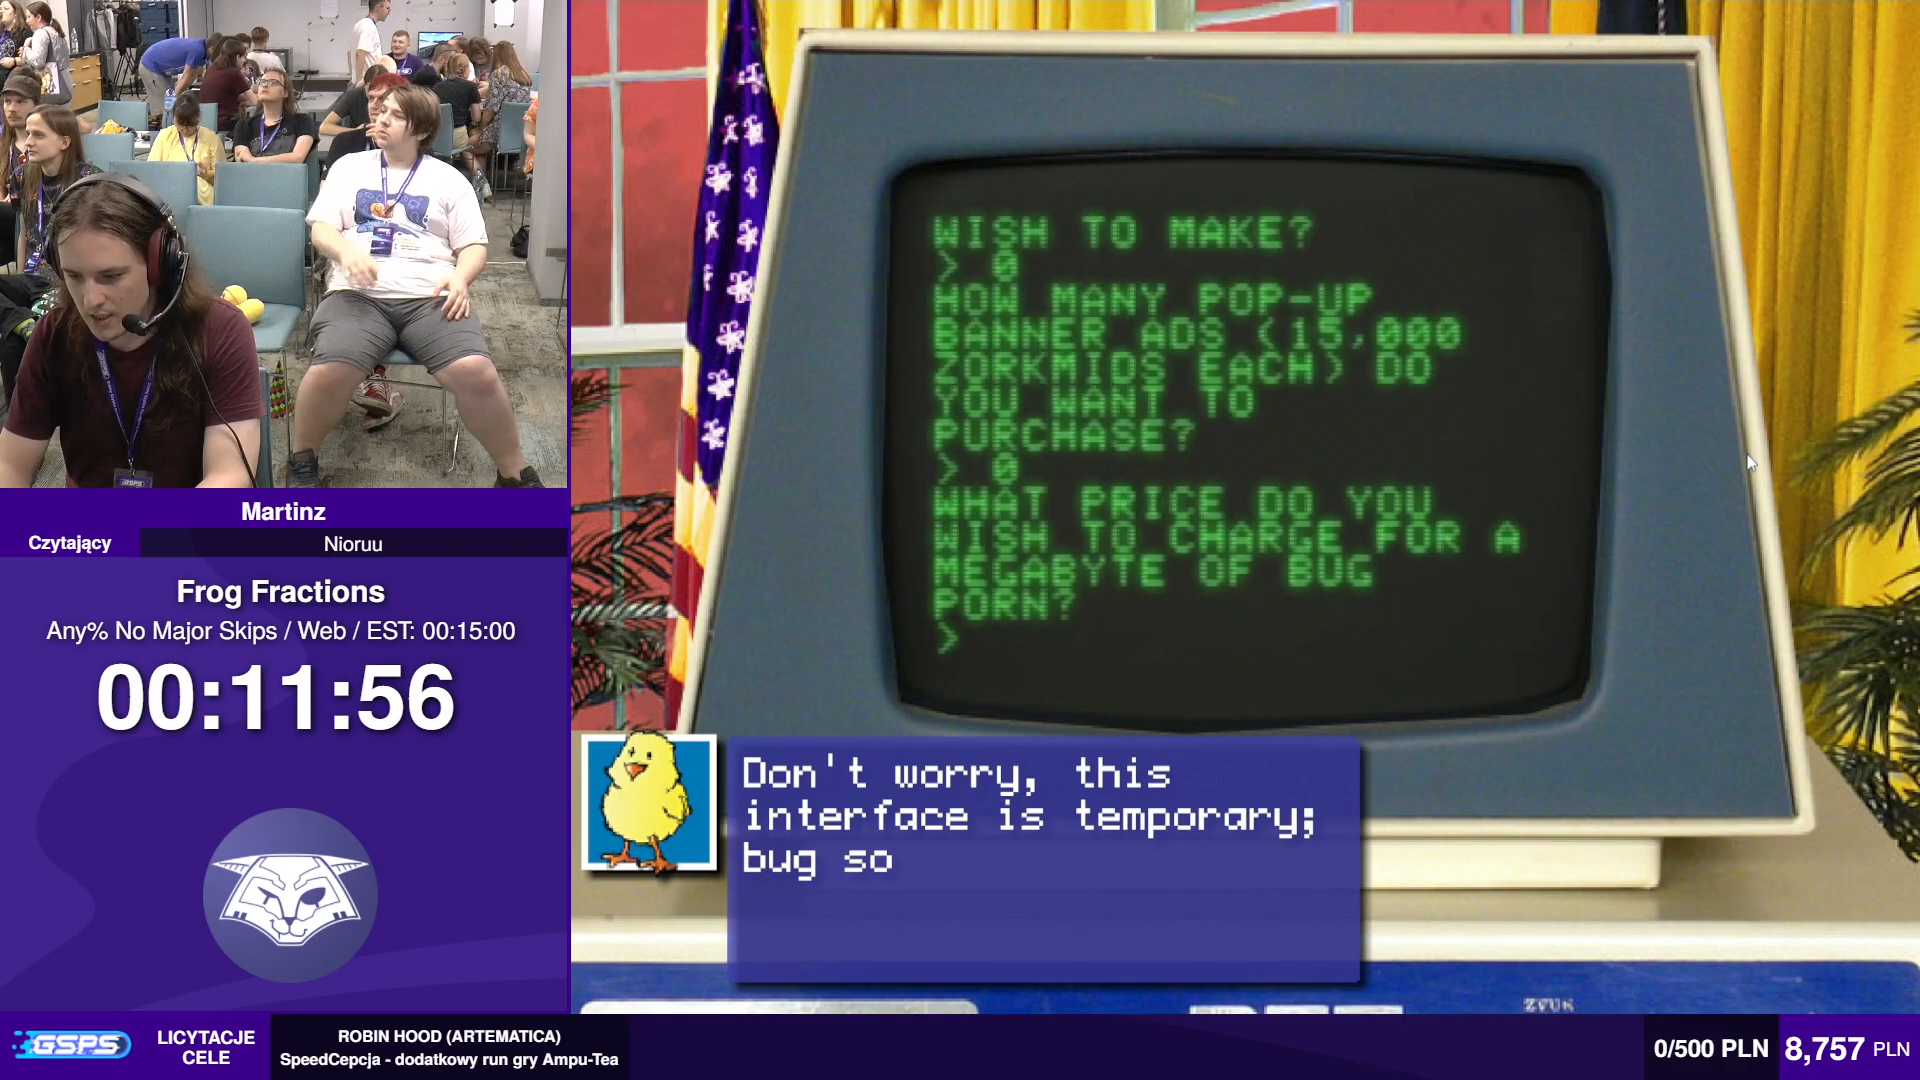 WISH TO MAKE?
> 0
HOW MANY POP-UP
BANNER ADS (15,000
ZORKMIDS EACH) DO
YOU WANT TO
PURCHASE?
> 0
WHAT PRICE DO YOU
WISH TO CHARGE FOR A
MEGABYTE OF BUG
PORN?
>
Don't worry, this
interface is temporary;
bug so
Martinz
Czytający
Nioruu
Frog Fractions
Any% No Major Skips / Web / EST: 00:15:00
00:11:56
GSPS
LICYTACJE
CELE
ROBIN HOOD (ARTEMATICA)
SpeedCepcja - dodatkowy run gry Ampu-Tea
0/500 PLN
8,757 PLN